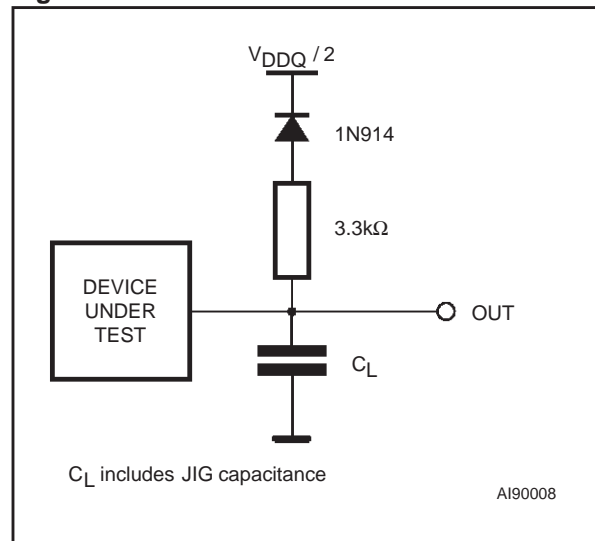 V_DDQ / 2
1N914
3.3kΩ
DEVICE
UNDER
TEST
OUT
C_L
C_L includes JIG capacitance
AI90008